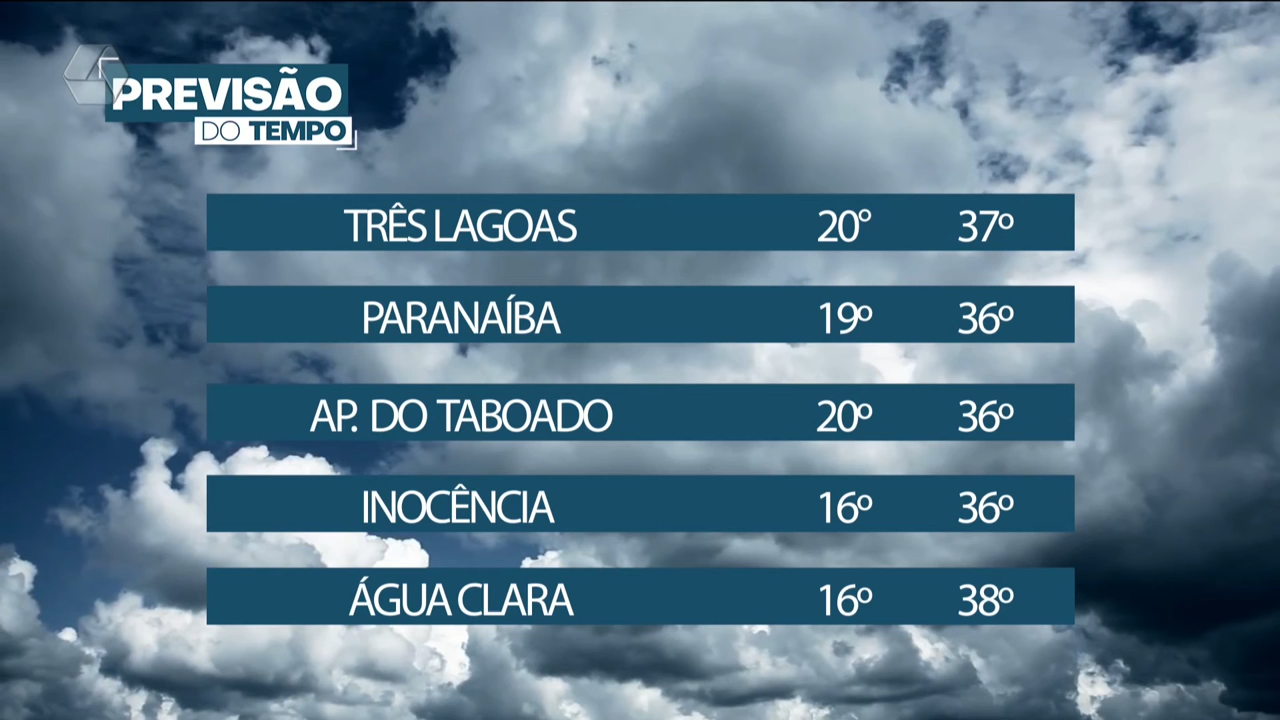 PREVISÃO
DO TEMPO
TRÊS LAGOAS 20° 37º
PARANAÍBA 19º 36º
AP. DO TABOADO 20º 36º
INOCÊNCIA 16º 36º
ÁGUA CLARA 16º 38º